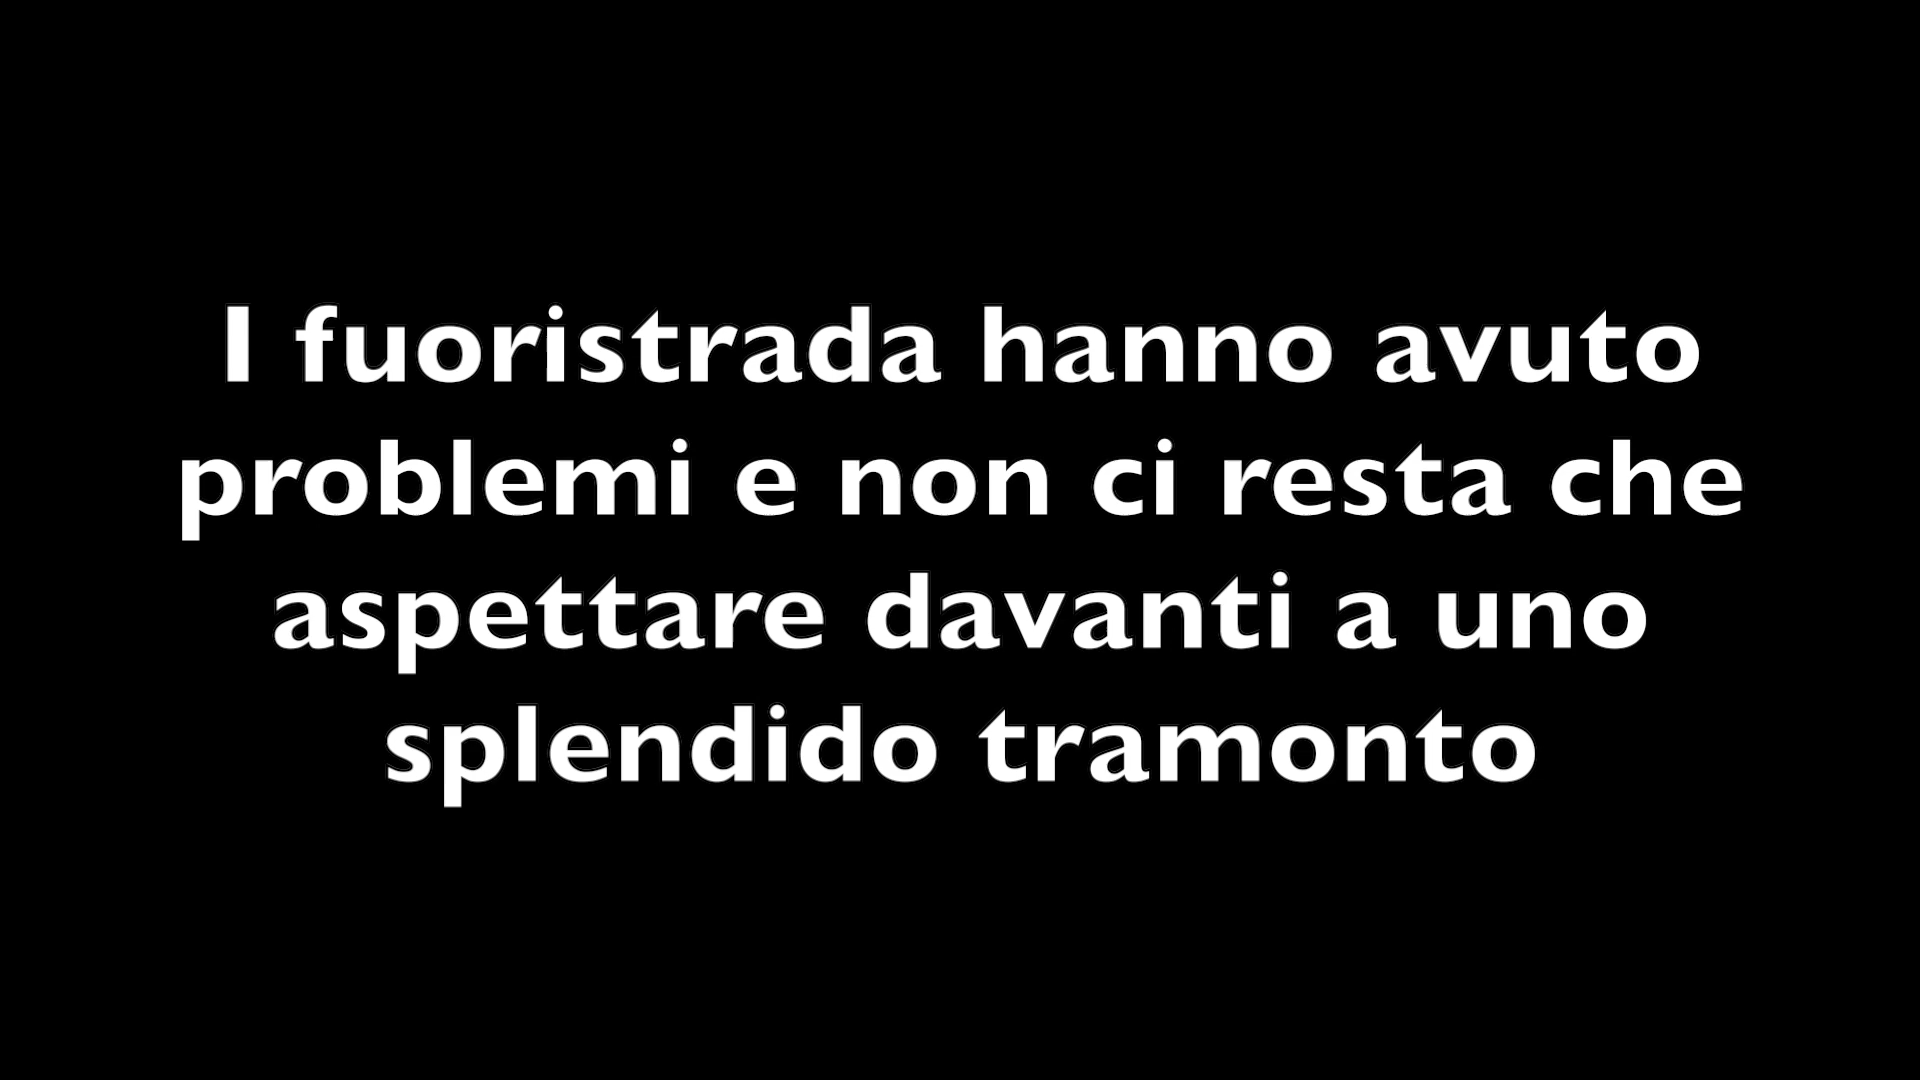 I fuoristrada hanno avuto
problemi e non ci resta che
aspettare davanti a uno
splendido tramonto